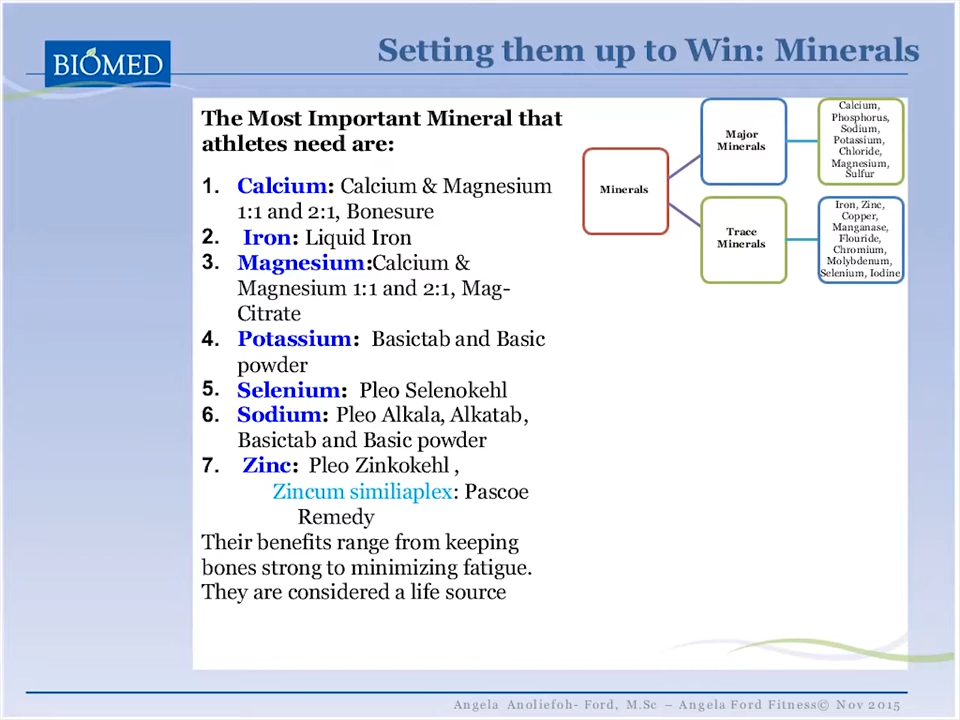 BIOMED
Setting them up to Win: Minerals
The Most Important Mineral that
athletes need are:
1. Calcium: Calcium & Magnesium
1:1 and 2:1, Bonesure
2. Iron: Liquid Iron
3. Magnesium:Calcium &
Magnesium 1:1 and 2:1, Mag-
Citrate
4. Potassium: Basictab and Basic
powder
5. Selenium: Pleo Selenokehl
6. Sodium: Pleo Alkala, Alkatab,
Basictab and Basic powder
7. Zinc: Pleo Zinkokehl ,
Zincum similiaplex: Pascoe
Remedy
Their benefits range from keeping
bones strong to minimizing fatigue.
They are considered a life source
Minerals
Major
Minerals
Calcium,
Phosphorus,
Sodium,
Potassium,
Chloride,
Magnesium,
Sulfur
Trace
Minerals
Iron, Zinc,
Copper,
Manganase,
Flouride,
Chromium,
Molybdenum,
Selenium, Iodine
Angela Anoliefoh- Ford, M.Sc – Angela Ford Fitness© Nov 2015